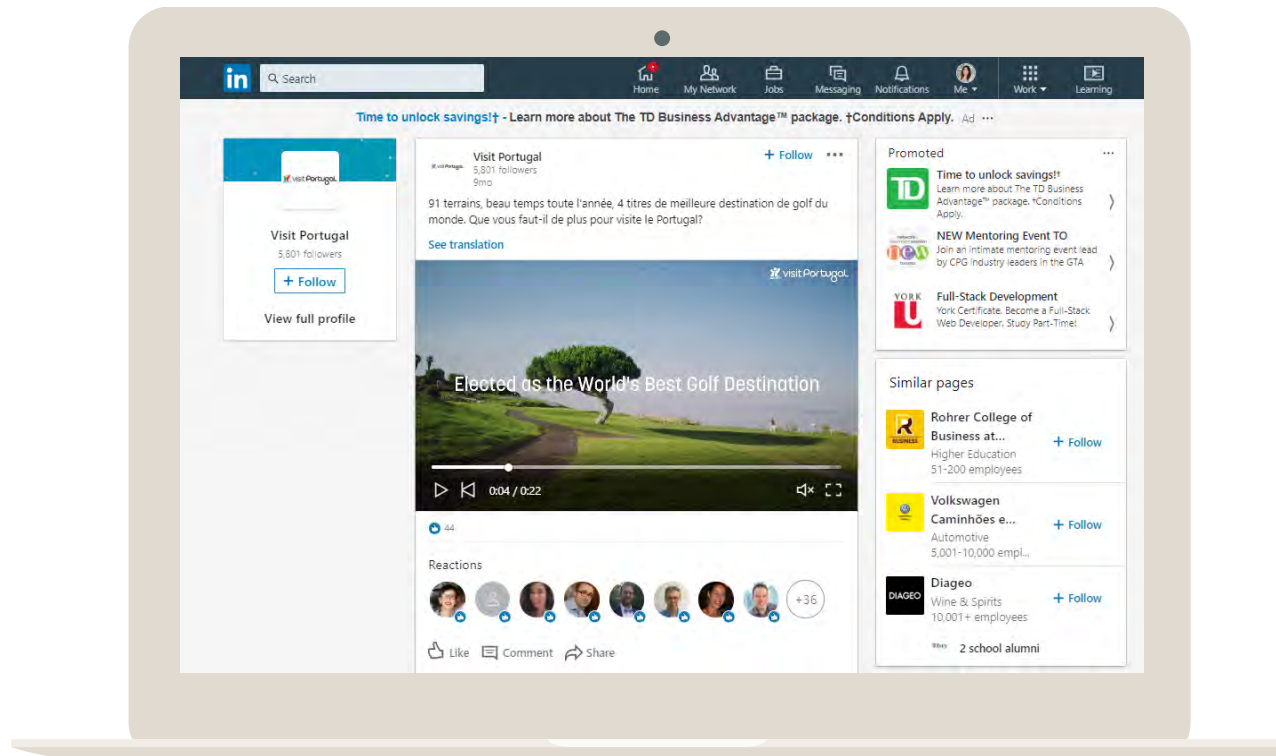 in
Search
Home
My Network
Jobs
Messaging
Notifications
Me
Work
Learning
Time to unlock savings!† - Learn more about The TD Business Advantage™ package. †Conditions Apply. Ad ···
visitPortugal
Visit Portugal
5,801 followers
+ Follow
View full profile
visitPortugal
Visit Portugal
5,801 followers
9mo
+ Follow
91 terrains, beau temps toute l'année, 4 titres de meilleure destination de golf du
monde. Que vous faut-il de plus pour visite le Portugal?
See translation
visitPortugal
Elected as the World's Best Golf Destination
0:04 / 0:22
44
Reactions
+36
Like
Comment
Share
Promoted
TD
Time to unlock savings!†
Learn more about The TD Business
Advantage™ package. †Conditions
Apply.
new
NEW Mentoring Event TO
Join an intimate mentoring event lead
by CPG industry leaders in the GTA
YORK
U
Full-Stack Development
York Certificate. Become a Full-Stack
Web Developer. Study Part-Time!
Similar pages
R
BUSINESS
Rohrer College of
Business at...
Higher Education
51-200 employees
+ Follow
Volkswagen
Caminhões e...
Automotive
5,001-10,000 empl...
+ Follow
DIAGEO
Diageo
Wine & Spirits
10,001+ employees
+ Follow
2 school alumni